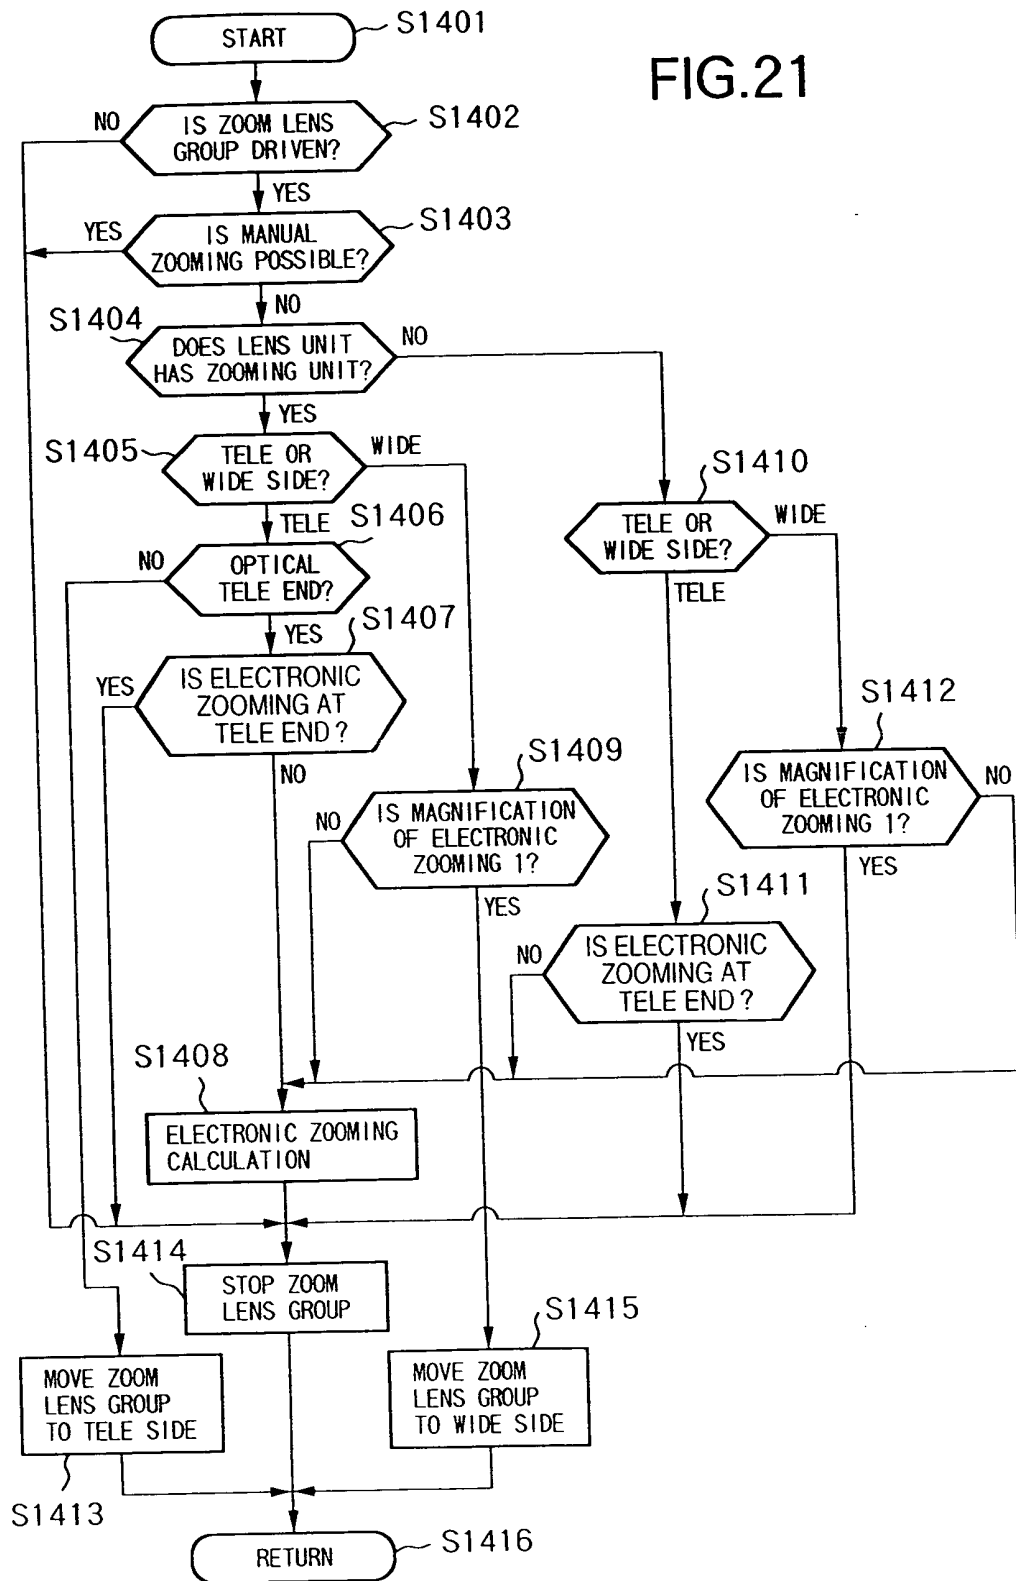 S1401
START
FIG.21
NO
IS ZOOM LENS
GROUP DRIVEN?
S1402
YES
YES
IS MANUAL
ZOOMING POSSIBLE?
S1403
NO
S1404
DOES LENS UNIT
HAS ZOOMING UNIT?
NO
YES
S1405
TELE OR
WIDE SIDE?
WIDE
S1410
TELE OR
WIDE SIDE?
WIDE
TELE
TELE
S1406
NO
OPTICAL
TELE END?
YES
S1407
YES
IS ELECTRONIC
ZOOMING AT
TELE END?
NO
S1409
NO
IS MAGNIFICATION
OF ELECTRONIC
ZOOMING 1?
YES
S1412
IS MAGNIFICATION
OF ELECTRONIC
ZOOMING 1?
NO
YES
S1411
NO
IS ELECTRONIC
ZOOMING AT
TELE END?
YES
S1408
ELECTRONIC ZOOMING
CALCULATION
S1414
STOP ZOOM
LENS GROUP
S1415
MOVE ZOOM
LENS GROUP
TO TELE SIDE
MOVE ZOOM
LENS GROUP
TO WIDE SIDE
S1413
RETURN
S1416